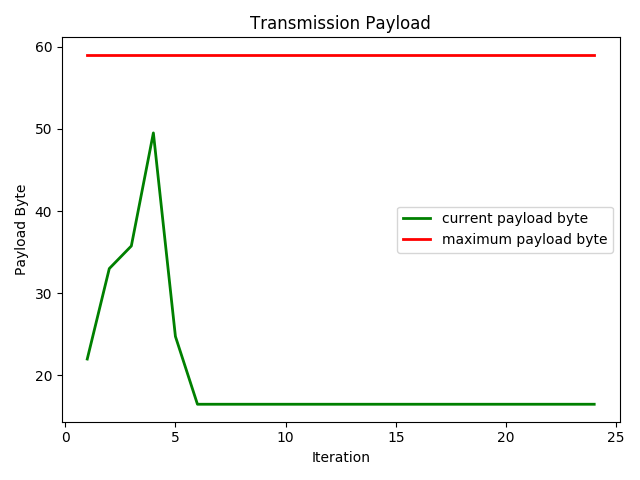 Transmission Payload
Payload Byte
60
50
40
30
20
current payload byte
maximum payload byte
0
5
10
15
20
25
Iteration